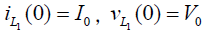 i_{L_1}(0) = I_0 , v_{L_1}(0) = V_0